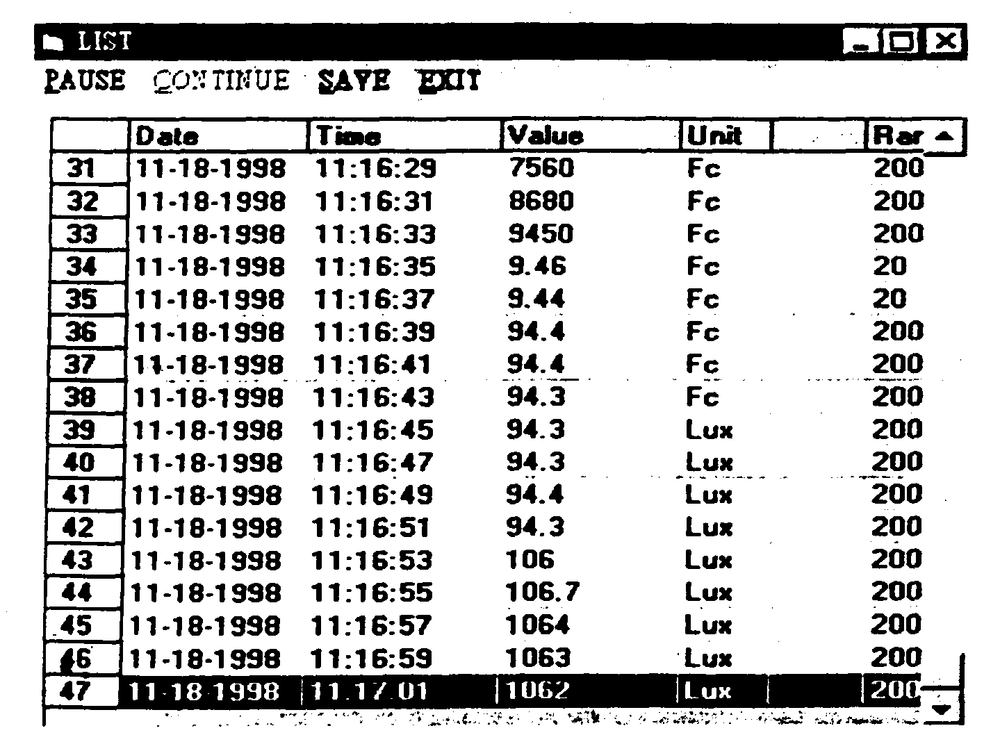 LIST
PAUSE CONTINUE SAVE EXIT
Date Time Value Unit Ran
31 11-18-1998 11:16:29 7560 Fc 200
32 11-18-1998 11:16:31 8680 Fc 200
33 11-18-1998 11:16:33 9450 Fc 200
34 11-18-1998 11:16:35 9.46 Fc 20
35 11-18-1998 11:16:37 9.44 Fc 20
36 11-18-1998 11:16:39 94.4 Fc 200
37 11-18-1998 11:16:41 94.4 Fc 200
38 11-18-1998 11:16:43 94.3 Fc 200
39 11-18-1998 11:16:45 94.3 Lux 200
40 11-18-1998 11:16:47 94.3 Lux 200
41 11-18-1998 11:16:49 94.4 Lux 200
42 11-18-1998 11:16:51 94.3 Lux 200
43 11-18-1998 11:16:53 106 Lux 200
44 11-18-1998 11:16:55 106.7 Lux 200
45 11-18-1998 11:16:57 1064 Lux 200
46 11-18-1998 11:16:59 1063 Lux 200
47 11-18-1998 11:17:01 1062 Lux 200